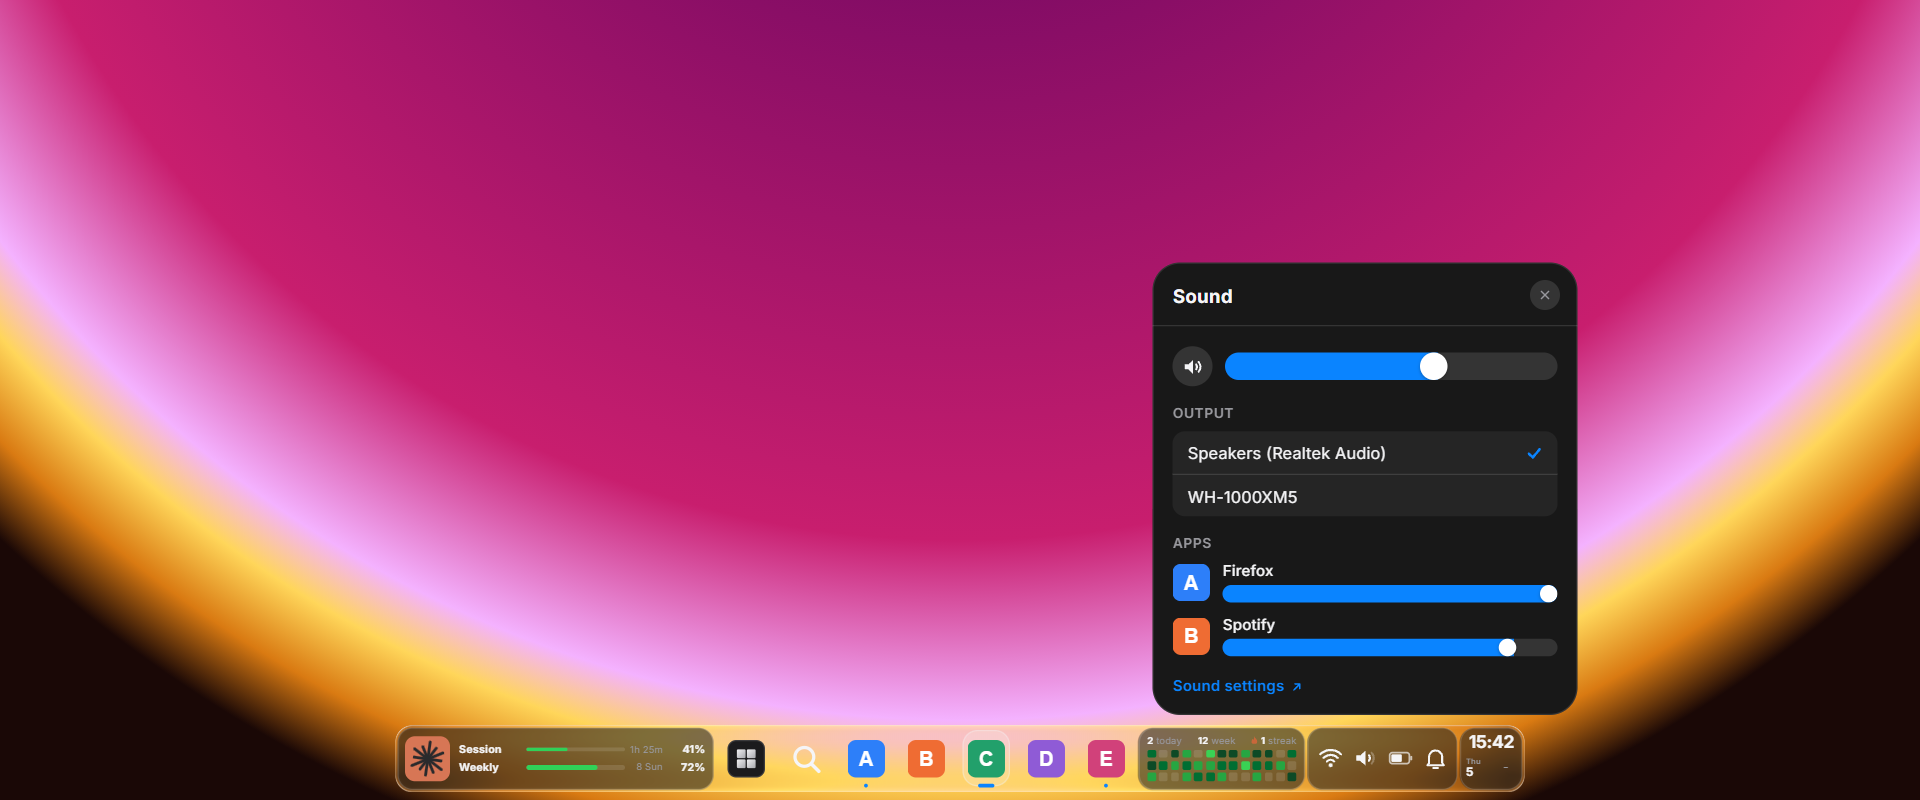 Sound
OUTPUT
Speakers (Realtek Audio)
WH-1000XM5
APPS
A Firefox
B Spotify
Sound settings
Session 1h 25m 41%
Weekly 8 Sun 72%
A B C D E
2 today 12 week 1 streak
15:42
Thu
5 –